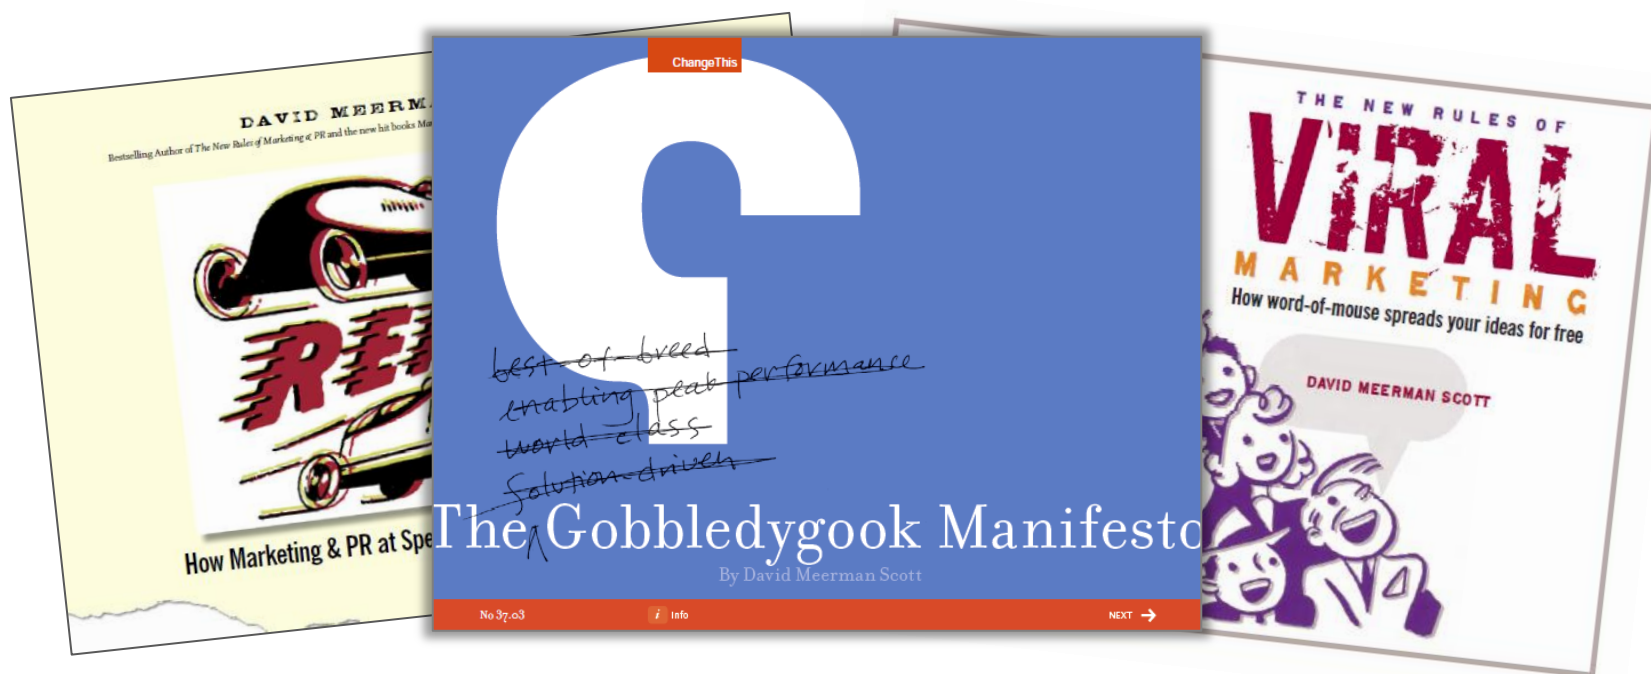 DAVID MEERM
Bestselling Author of The New Rules of Marketing & PR and the new hit books
How Marketing & PR at
ChangeThis
best-of-breed
enabling peak performance
world class
solution-driven
The Gobbledygook Manifesto
By David Meerman Scott
No 37.03
i Info
NEXT
THE NEW RULES OF
VIRAL
MARKETING
How word-of-mouse spreads your ideas for free
DAVID MEERMAN SCOTT